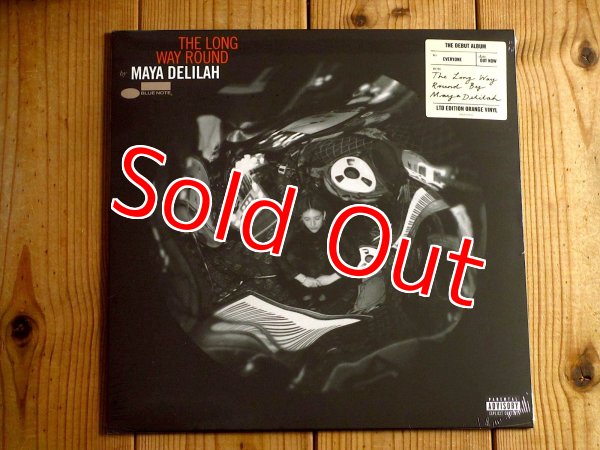 THE LONG
WAY ROUND
by MAYA DELILAH
BLUE NOTE
THE DEBUT ALBUM
EVERYONE
OUT NOW
The Long Way
Round By
Maya Delilah
LTD EDITION ORANGE VINYL
Sold Out
PARENTAL
ADVISORY
EXPLICIT CONTENT